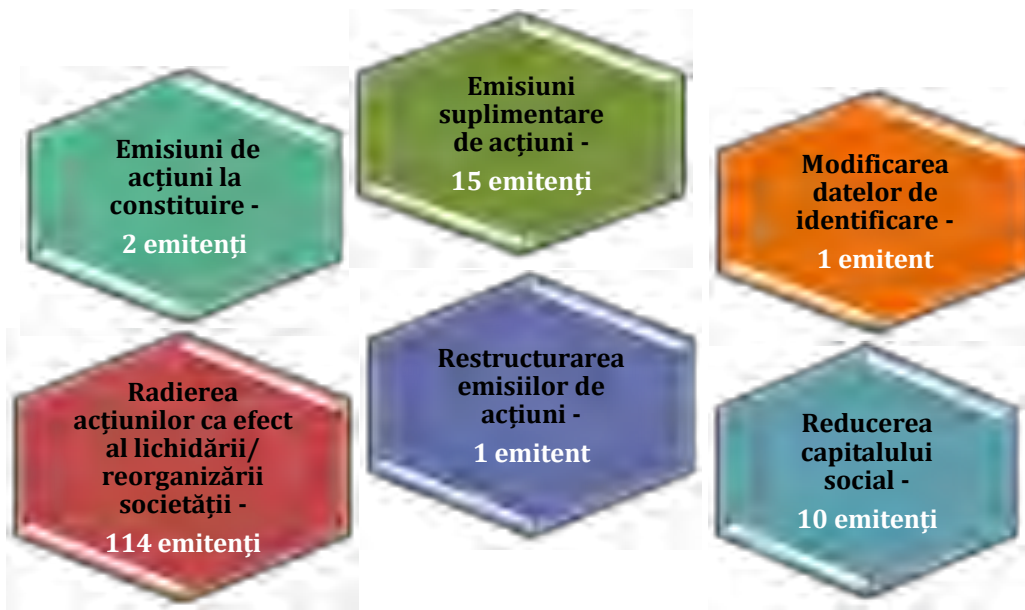 Emisiuni de
acțiuni la
constituire -
2 emitenți
Emisiuni
suplimentare
de acțiuni -
15 emitenți
Modificarea
datelor de
identificare -
1 emitent
Radierea
acțiunilor ca efect
al lichidării/
reorganizării
societății -
114 emitenți
Restructurarea
emisiilor de
acțiuni -
1 emitent
Reducerea
capitalului
social -
10 emitenți